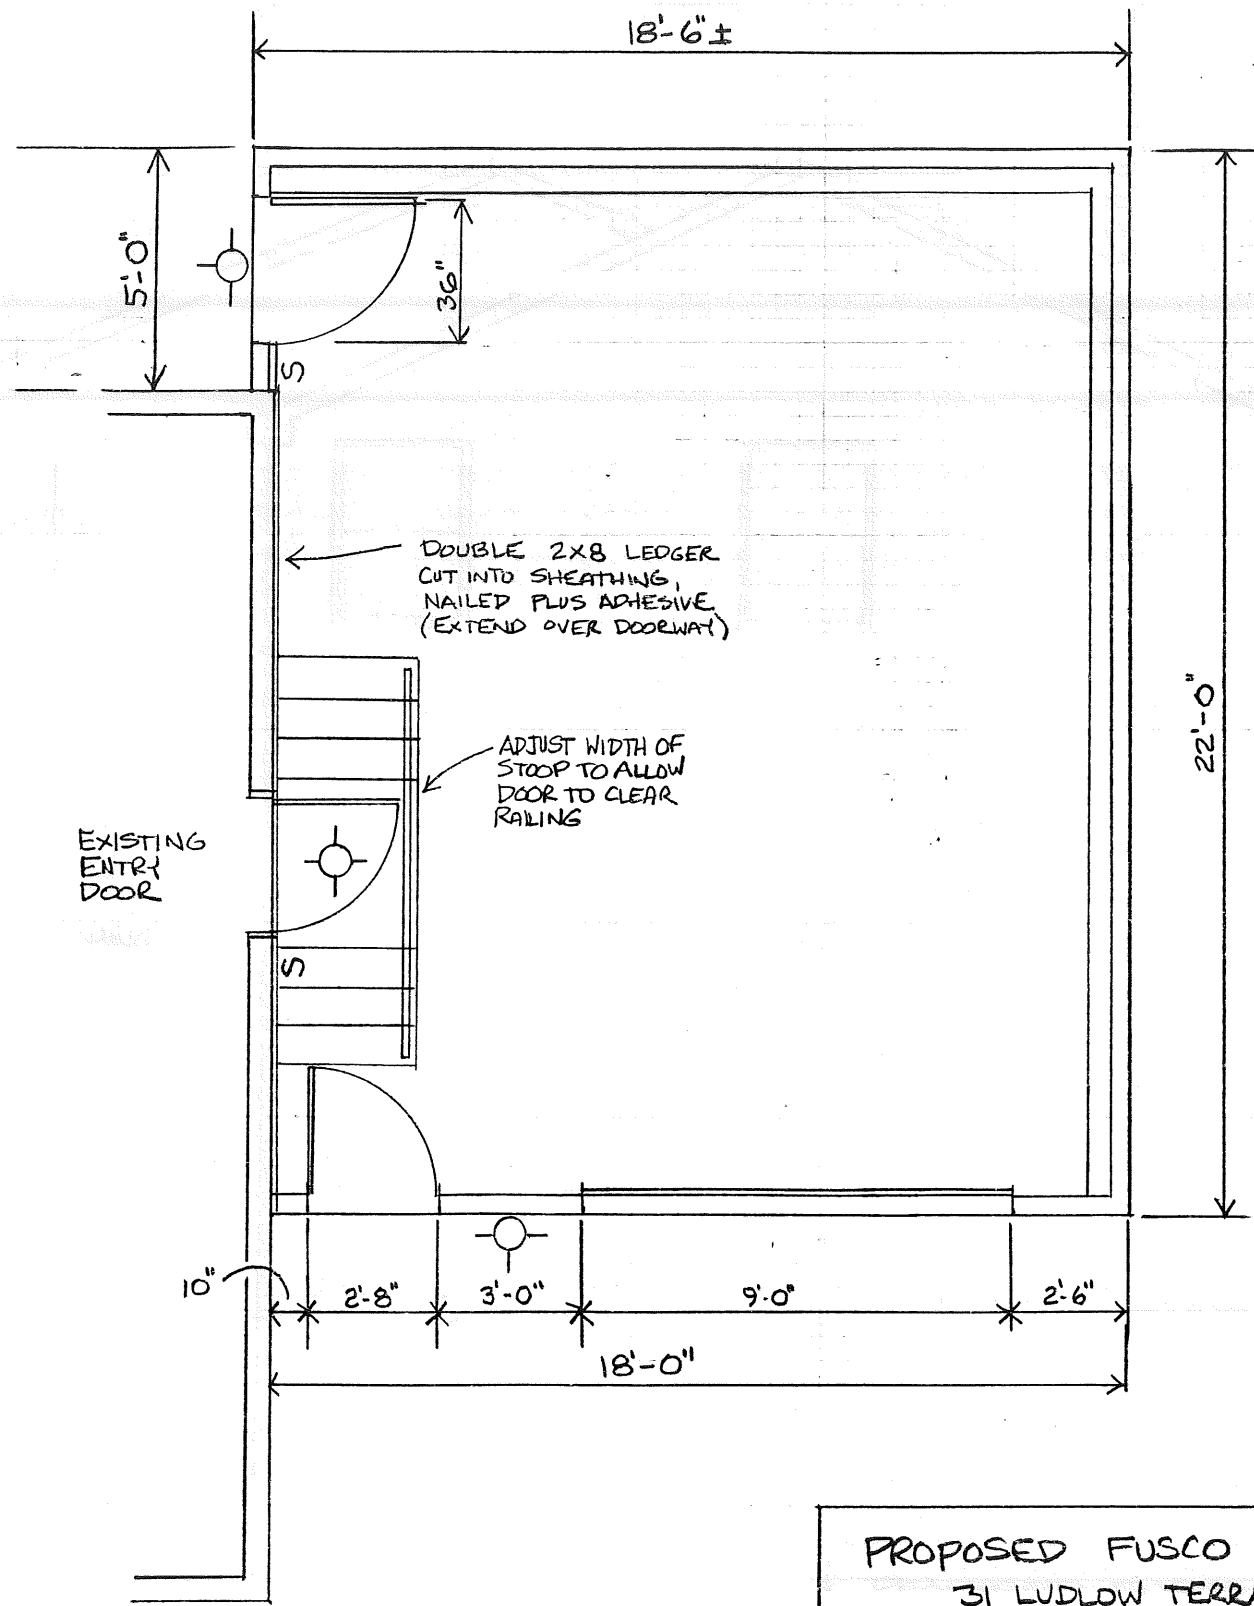 18'-6" ±
5'-0"
36"
S
DOUBLE 2X8 LEDGER
CUT INTO SHEATHING,
NAILED PLUS ADHESIVE
(EXTEND OVER DOORWAY)
22'-0"
ADJUST WIDTH OF
STOOP TO ALLOW
DOOR TO CLEAR
RAILING
EXISTING
ENTRY
DOOR
S
10"
2'-8"
3'-0"
9'-0"
2'-6"
18'-0"
PROPOSED FUSCO
31 LUDLOW TERRA